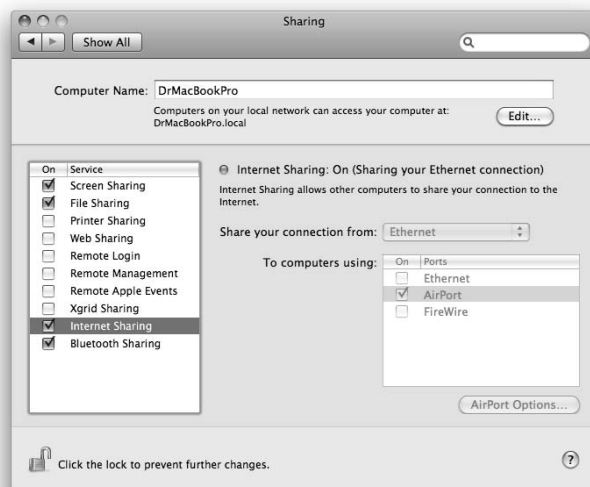 Sharing
Show All
Computer Name: DrMacBookPro
Computers on your local network can access your computer at:
DrMacBookPro.local
Edit...
On Service
Screen Sharing
File Sharing
Printer Sharing
Web Sharing
Remote Login
Remote Management
Remote Apple Events
Xgrid Sharing
Internet Sharing
Bluetooth Sharing
Internet Sharing: On (Sharing your Ethernet connection)
Internet Sharing allows other computers to share your connection to the
Internet.
Share your connection from: Ethernet
To computers using:
On Ports
Ethernet
AirPort
FireWire
AirPort Options...
Click the lock to prevent further changes.
?